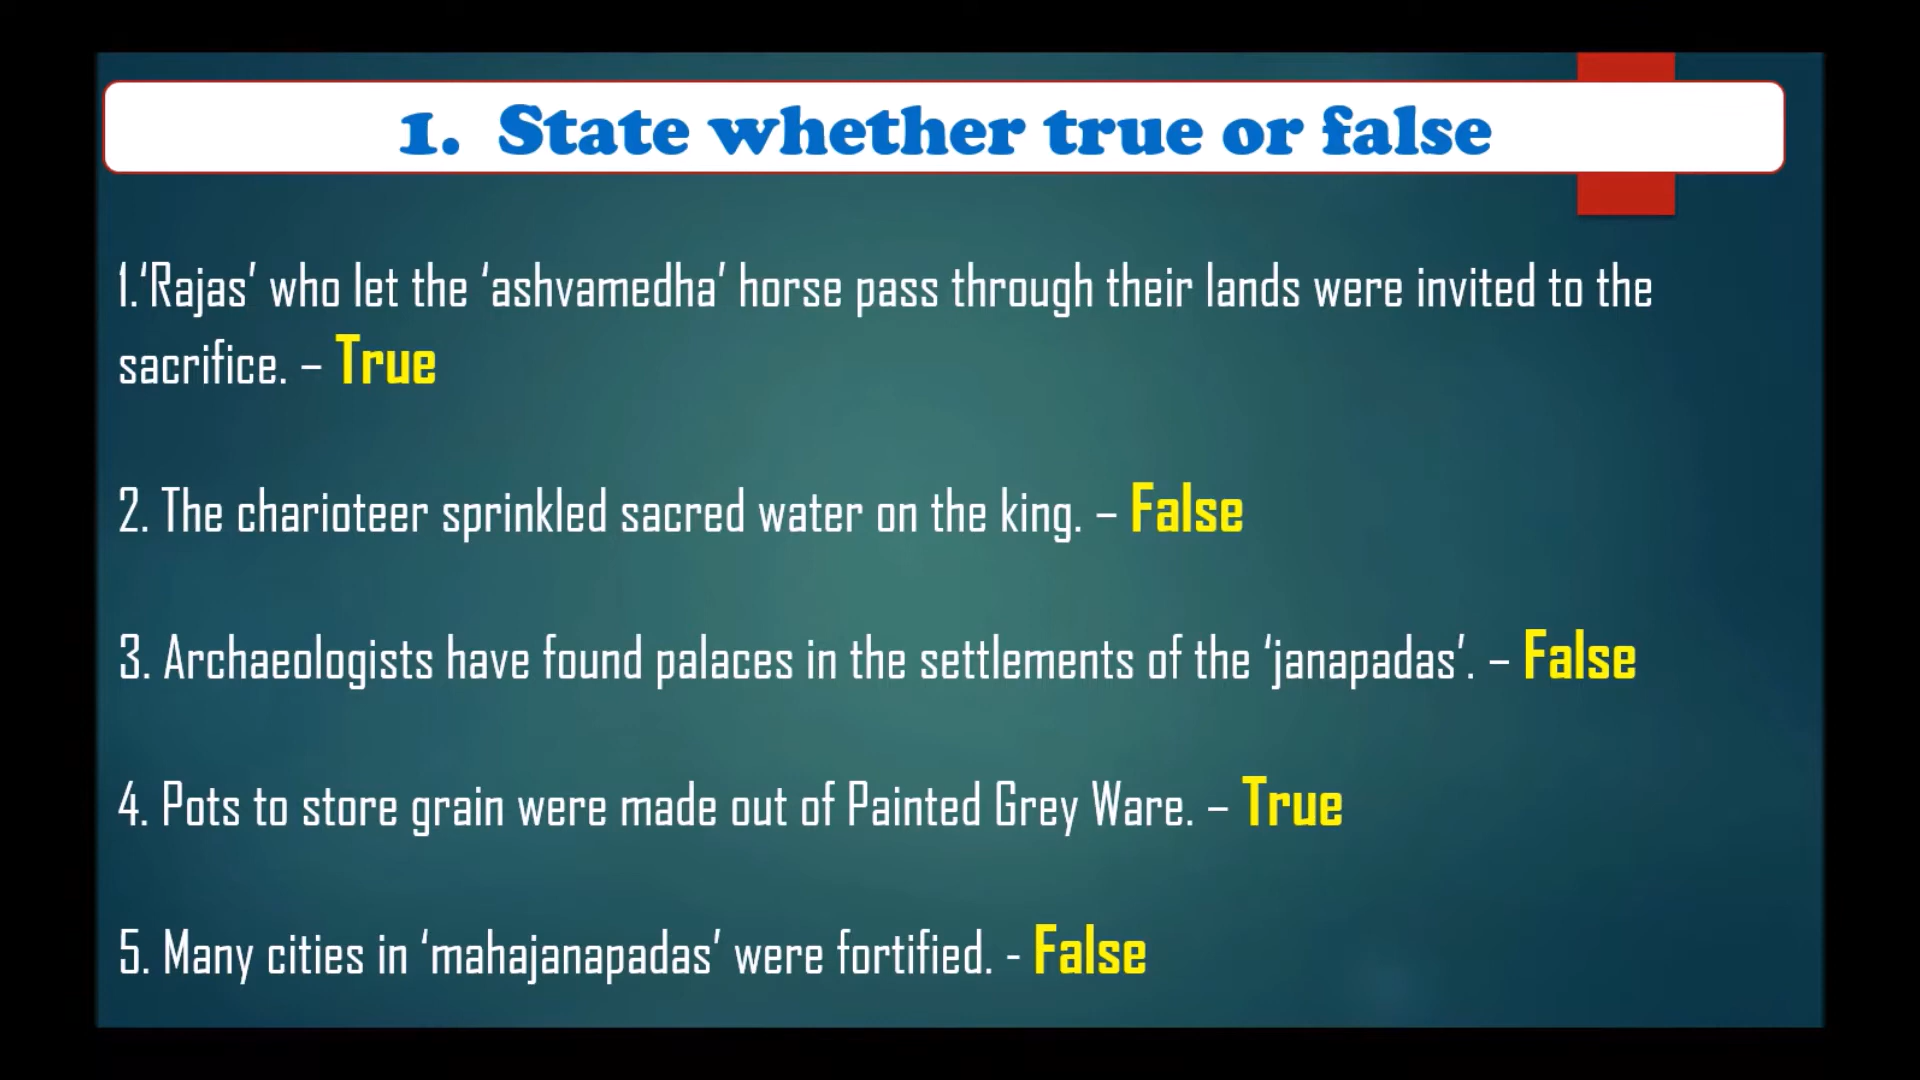 1. State whether true or false
1.‘Rajas’ who let the ‘ashvamedha’ horse pass through their lands were invited to the
sacrifice. – True
2. The charioteer sprinkled sacred water on the king. – False
3. Archaeologists have found palaces in the settlements of the ‘janapadas’. – False
4. Pots to store grain were made out of Painted Grey Ware. – True
5. Many cities in ‘mahajanapadas’ were fortified. - False